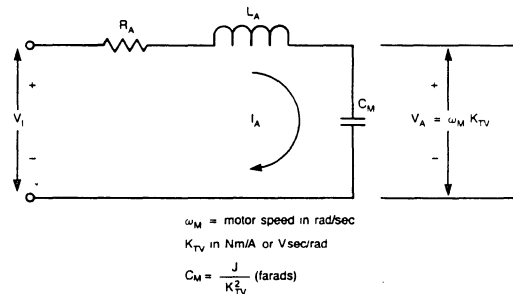 R_A
L_A
+
V_I
−
I_A
C_M
+
V_A = ω_M K_TV
−
ω_M = motor speed in rad/sec
K_TV in Nm/A or Vsec/rad
C_M = J / K²_TV (farads)